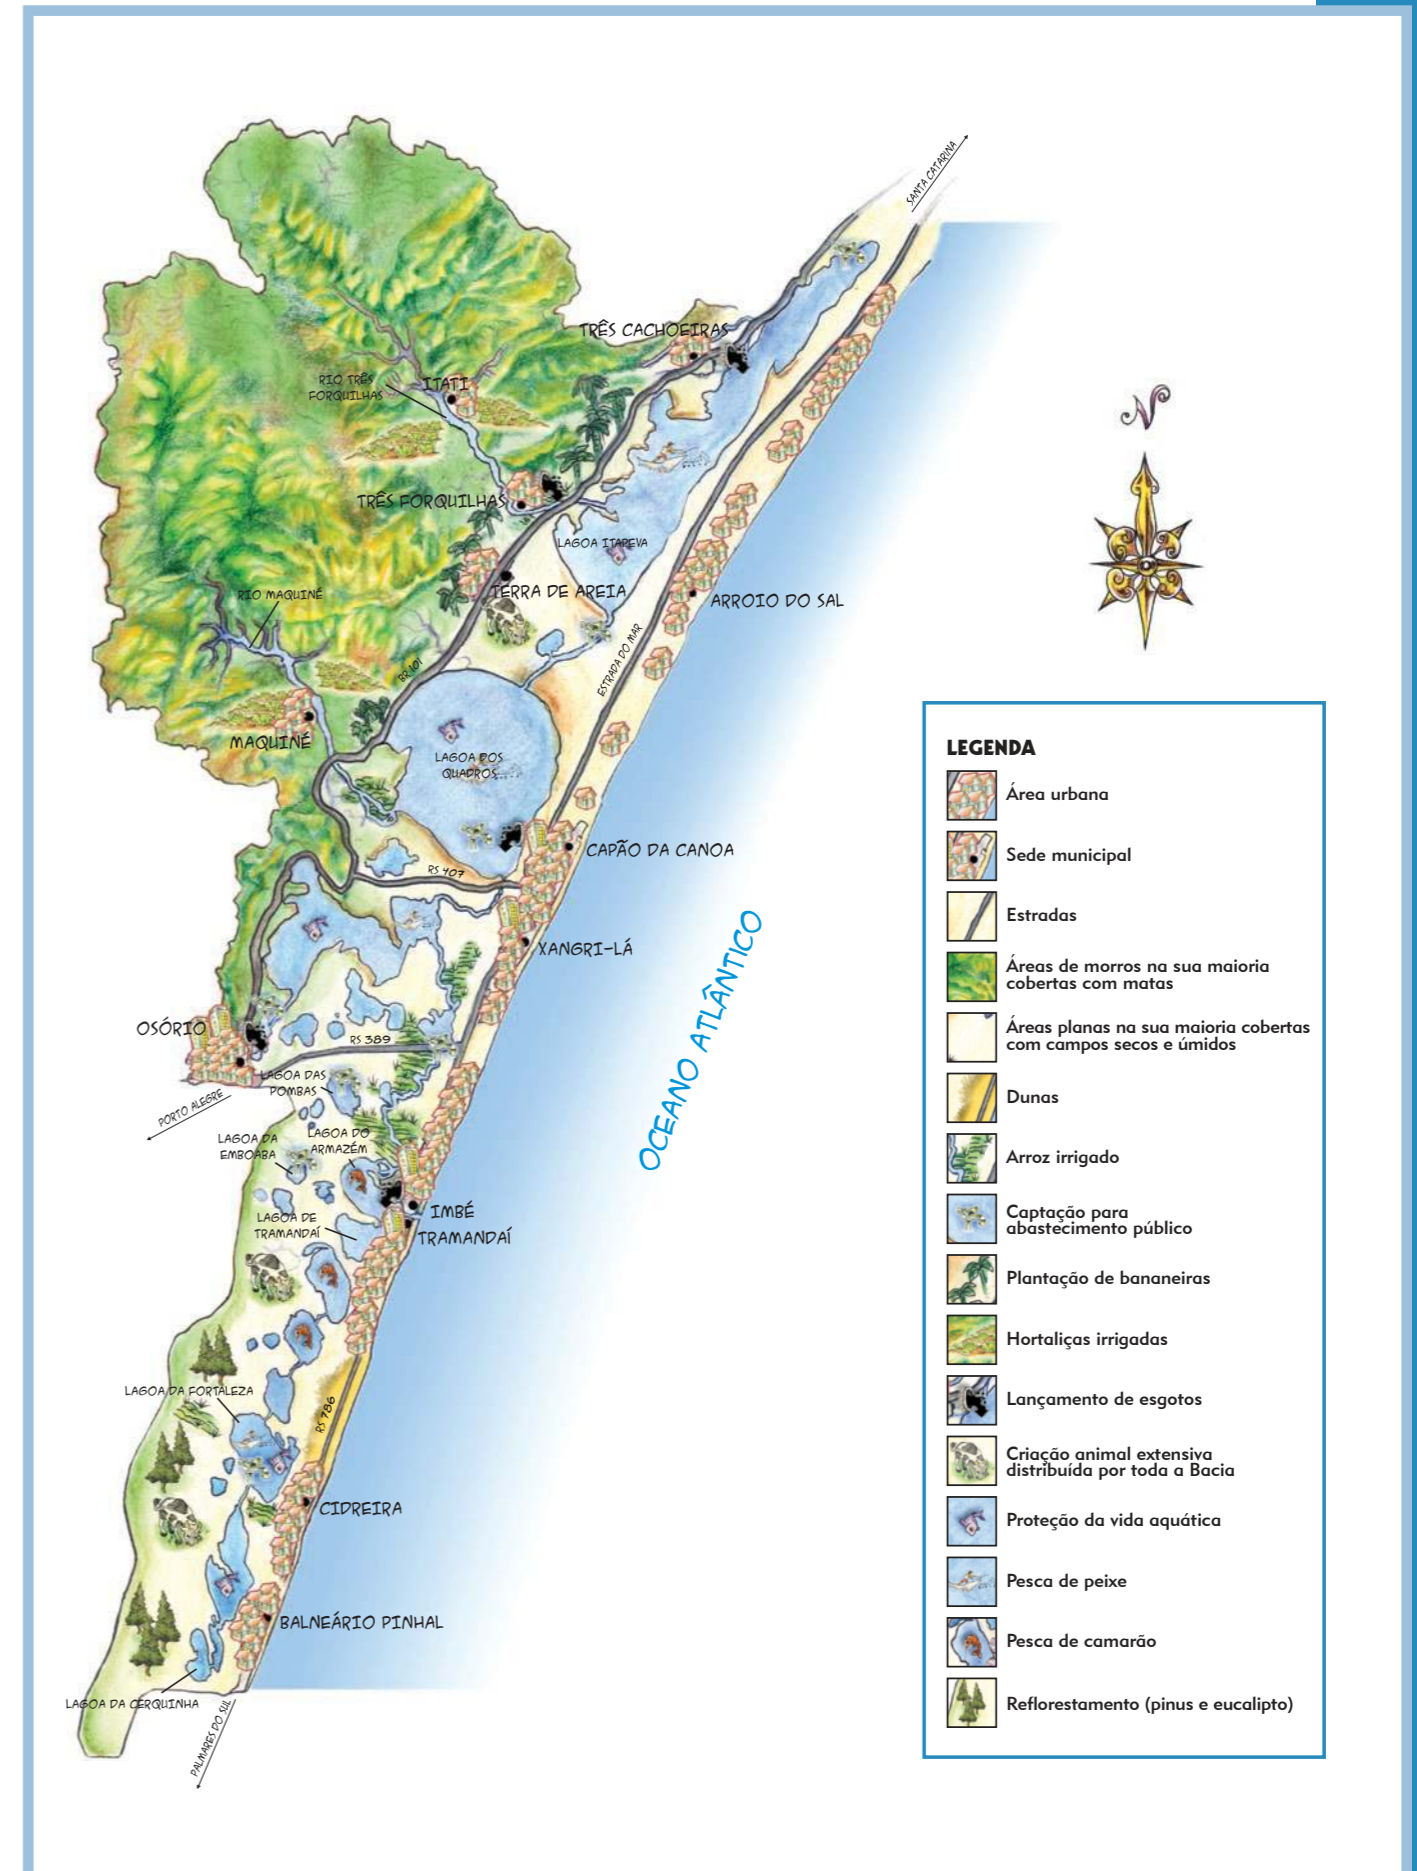 SANTA CATARINA
TRÊS CACHOEIRAS
RIO TRÊS
FORQUILHAS
ITATI
TRÊS FORQUILHAS
LAGOA ITAPEVA
TERRA DE AREIA
RIO MAQUINÉ
ARROIO DO SAL
ESTRADA DO MAR
BR 101
MAQUINÉ
LAGOA DOS
QUADROS
CAPÃO DA CANOA
RS 407
XANGRI-LÁ
OCEANO ATLÂNTICO
OSÓRIO
RS 389
LAGOA DAS
POMBAS
PORTO ALEGRE
LAGOA DA
EMBOABA
LAGOA DO
ARMAZÉM
IMBÉ
LAGOA DE
TRAMANDAÍ
TRAMANDAÍ
LAGOA DA FORTALEZA
RS 786
CIDREIRA
BALNEÁRIO PINHAL
LAGOA DA CERQUINHA
PALMARES DO SUL
N
LEGENDA
Área urbana
Sede municipal
Estradas
Áreas de morros na sua maioria
cobertas com matas
Áreas planas na sua maioria cobertas
com campos secos e úmidos
Dunas
Arroz irrigado
Captação para
abastecimento público
Plantação de bananeiras
Hortaliças irrigadas
Lançamento de esgotos
Criação animal extensiva
distribuída por toda a Bacia
Proteção da vida aquática
Pesca de peixe
Pesca de camarão
Reflorestamento (pinus e eucalipto)